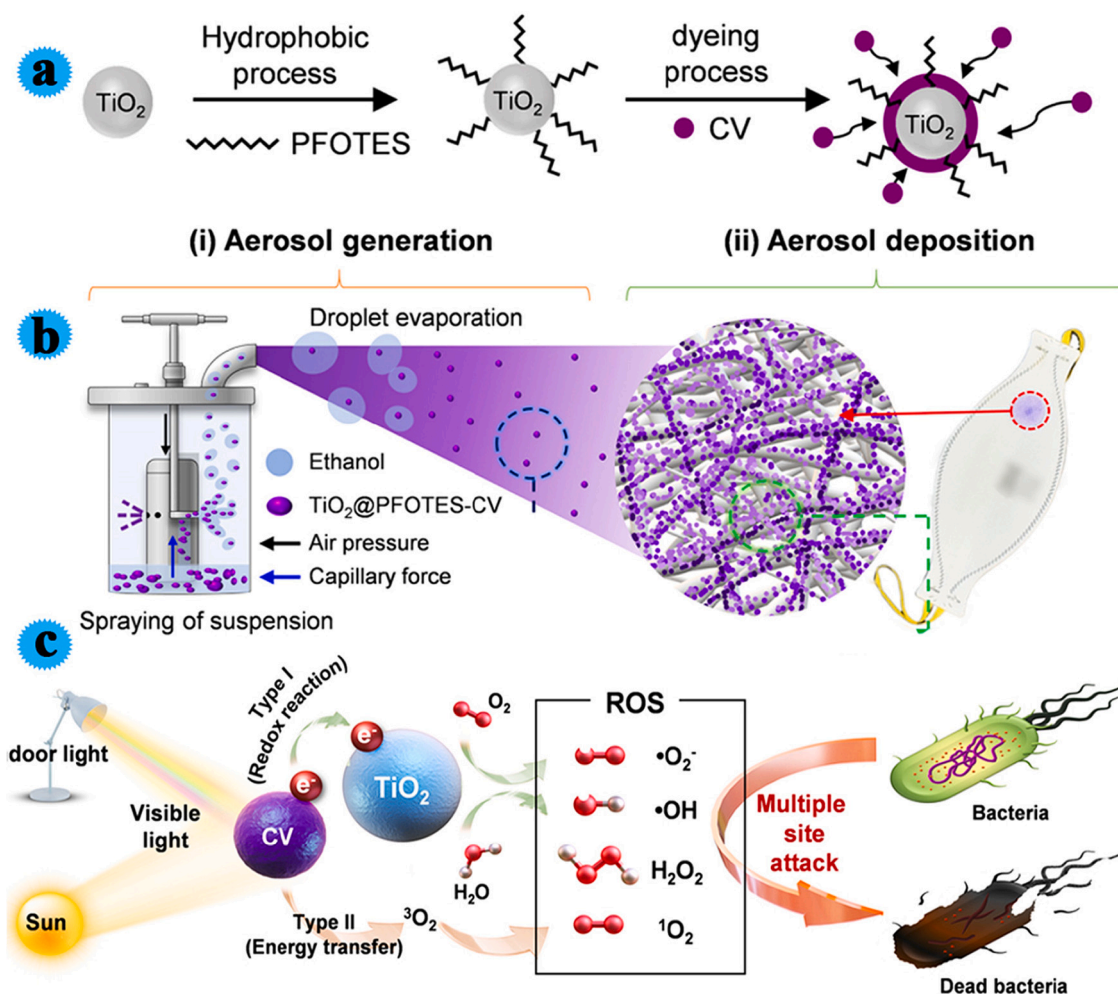 a
Hydrophobic
process
TiO₂
PFOTES
TiO₂
dyeing
process
CV
TiO₂
(i) Aerosol generation
(ii) Aerosol deposition
b
Droplet evaporation
Ethanol
TiO₂@PFOTES-CV
Air pressure
Capillary force
Spraying of suspension
c
door light
Visible
light
Sun
Type I
(Redox reaction)
e⁻
e⁻
CV
TiO₂
O₂
H₂O
Type II
(Energy transfer)
³O₂
ROS
•O₂⁻
•OH
H₂O₂
¹O₂
Multiple
site
attack
Bacteria
Dead bacteria